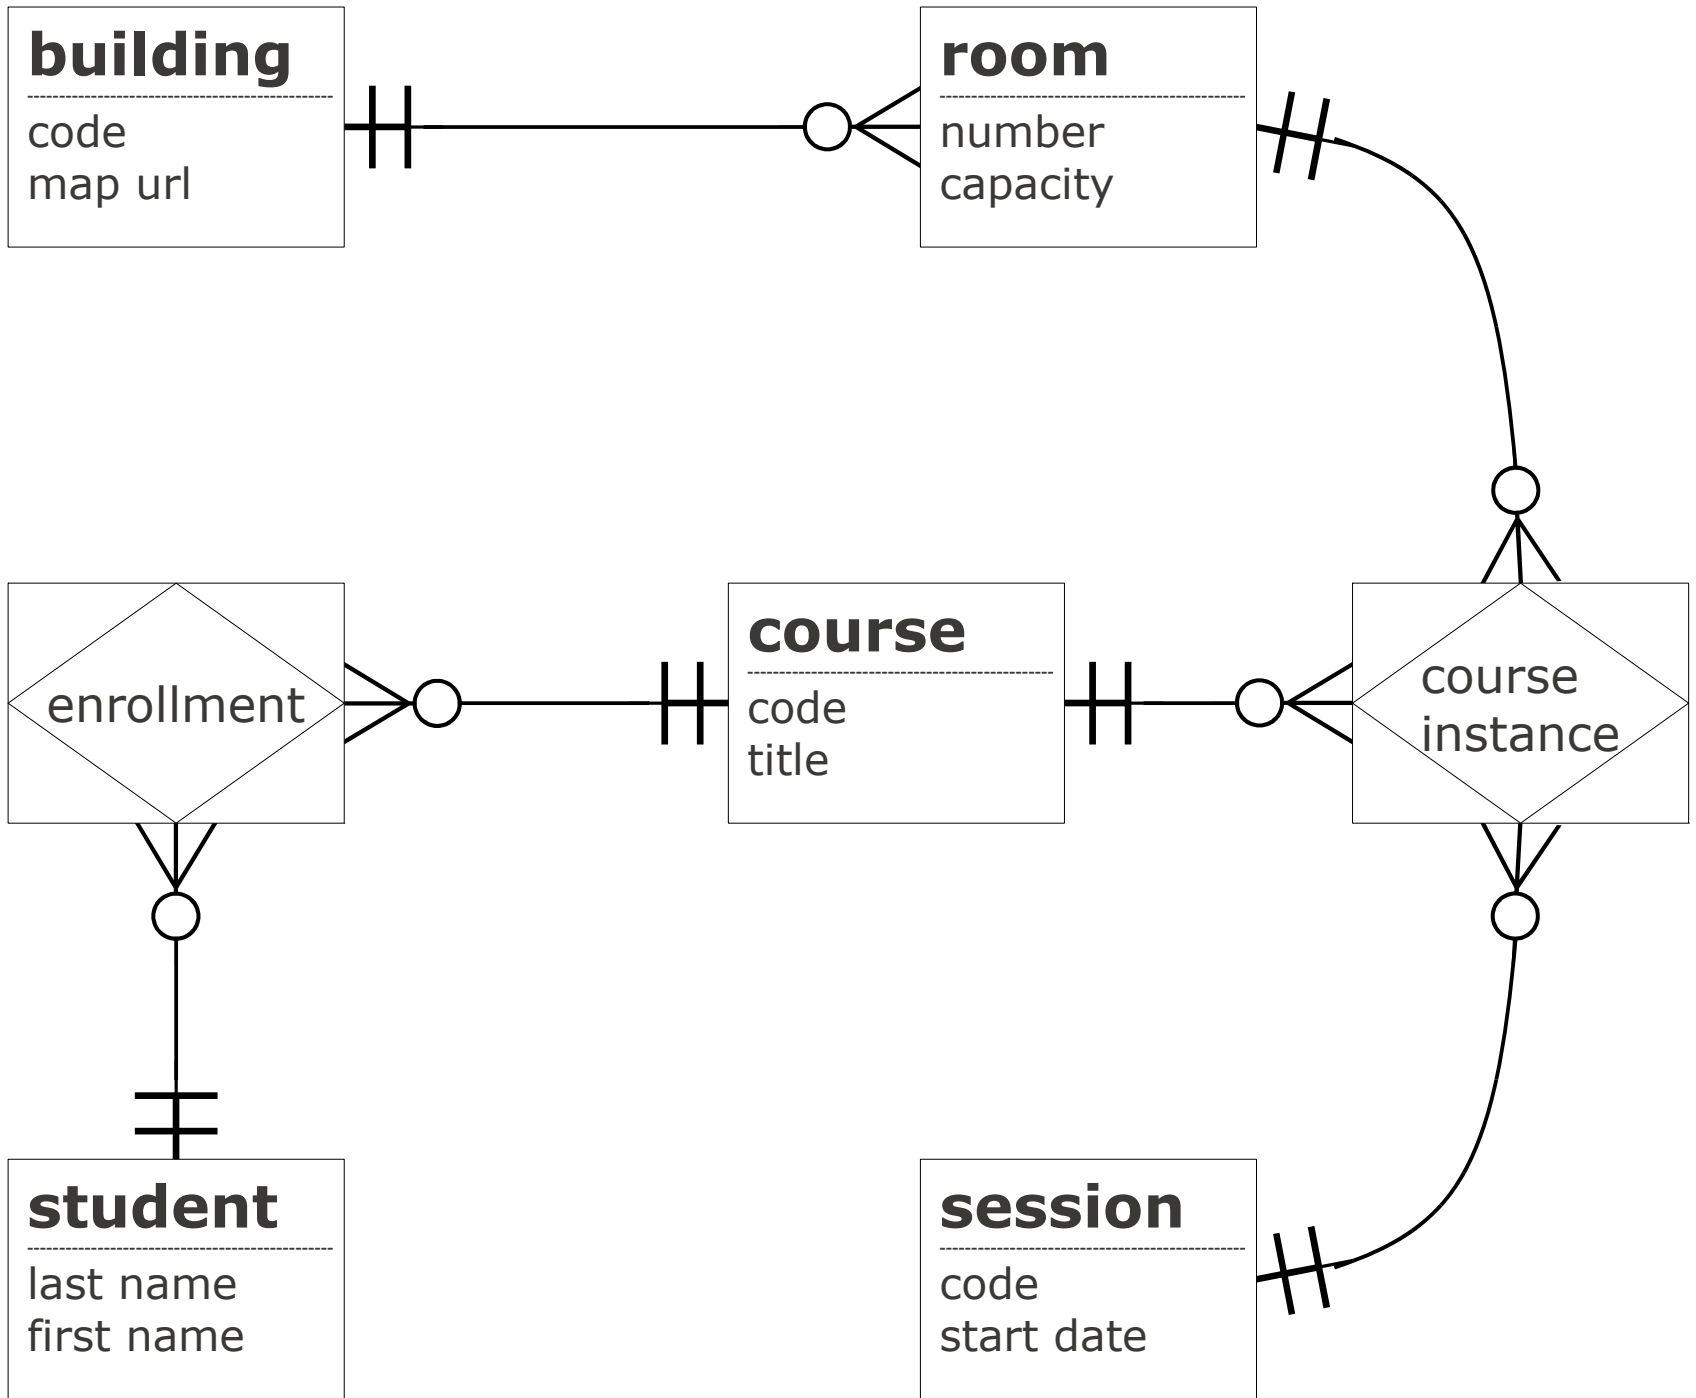 building
code
map url
room
number
capacity
enrollment
course
code
title
course
instance
student
last name
first name
session
code
start date